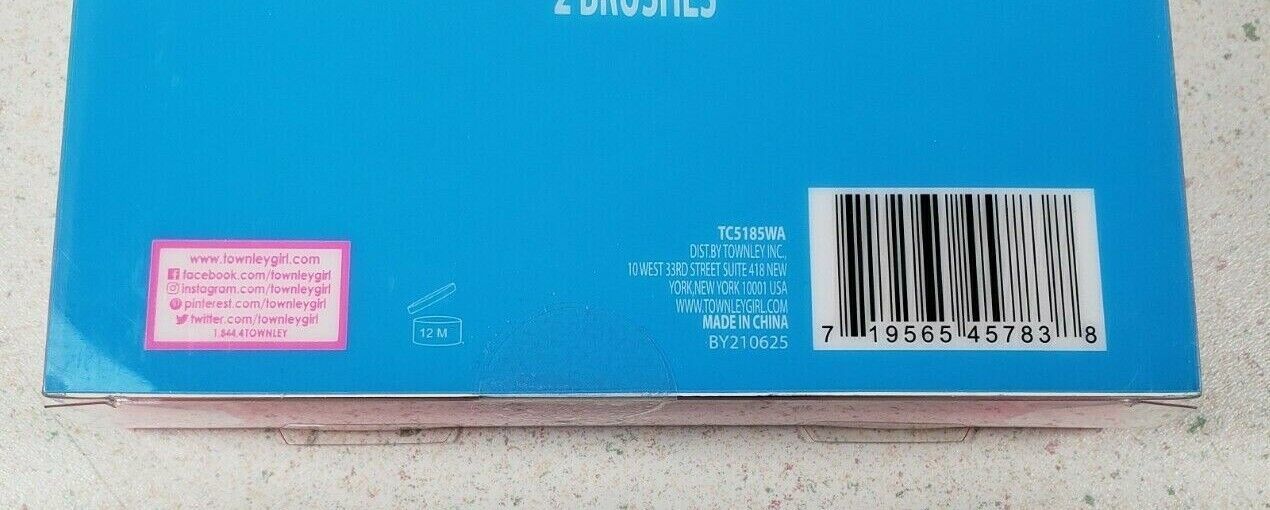 2 BRUSHES
www.townleygirl.com
facebook.com/townleygirl
instagram.com/townleygirl
pinterest.com/townleygirl
twitter.com/townleygirl
1.844.4TOWNLEY
12 M
TC5185WA
DIST.BY TOWNLEY INC.,
10 WEST 33RD STREET SUITE 418 NEW
YORK,NEW YORK 10001 USA
WWW.TOWNLEYGIRL.COM
MADE IN CHINA
BY210625
7 19565 45783 8